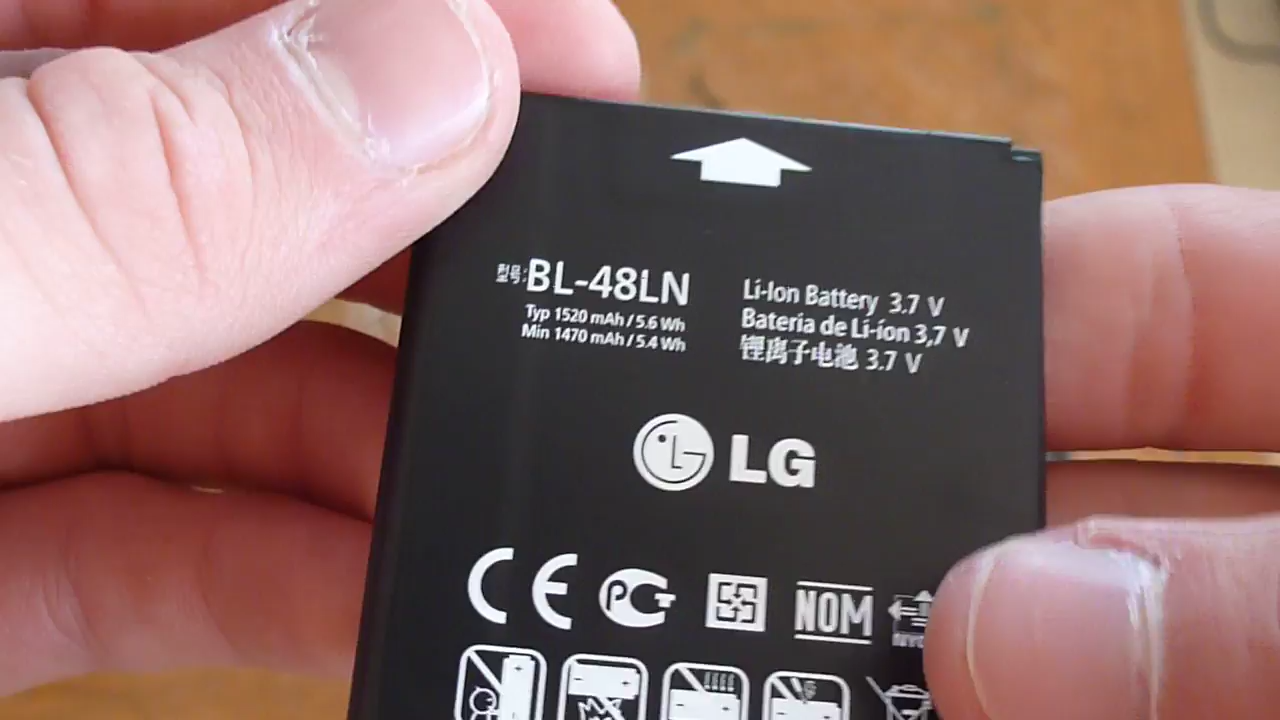 型号:BL-48LN
Typ 1520 mAh / 5.6 Wh
Min 1470 mAh / 5.4 Wh
Li-Ion Battery 3.7 V
Bateria de Li-ion 3,7 V
锂离子电池 3.7 V
LG
CE
NOM